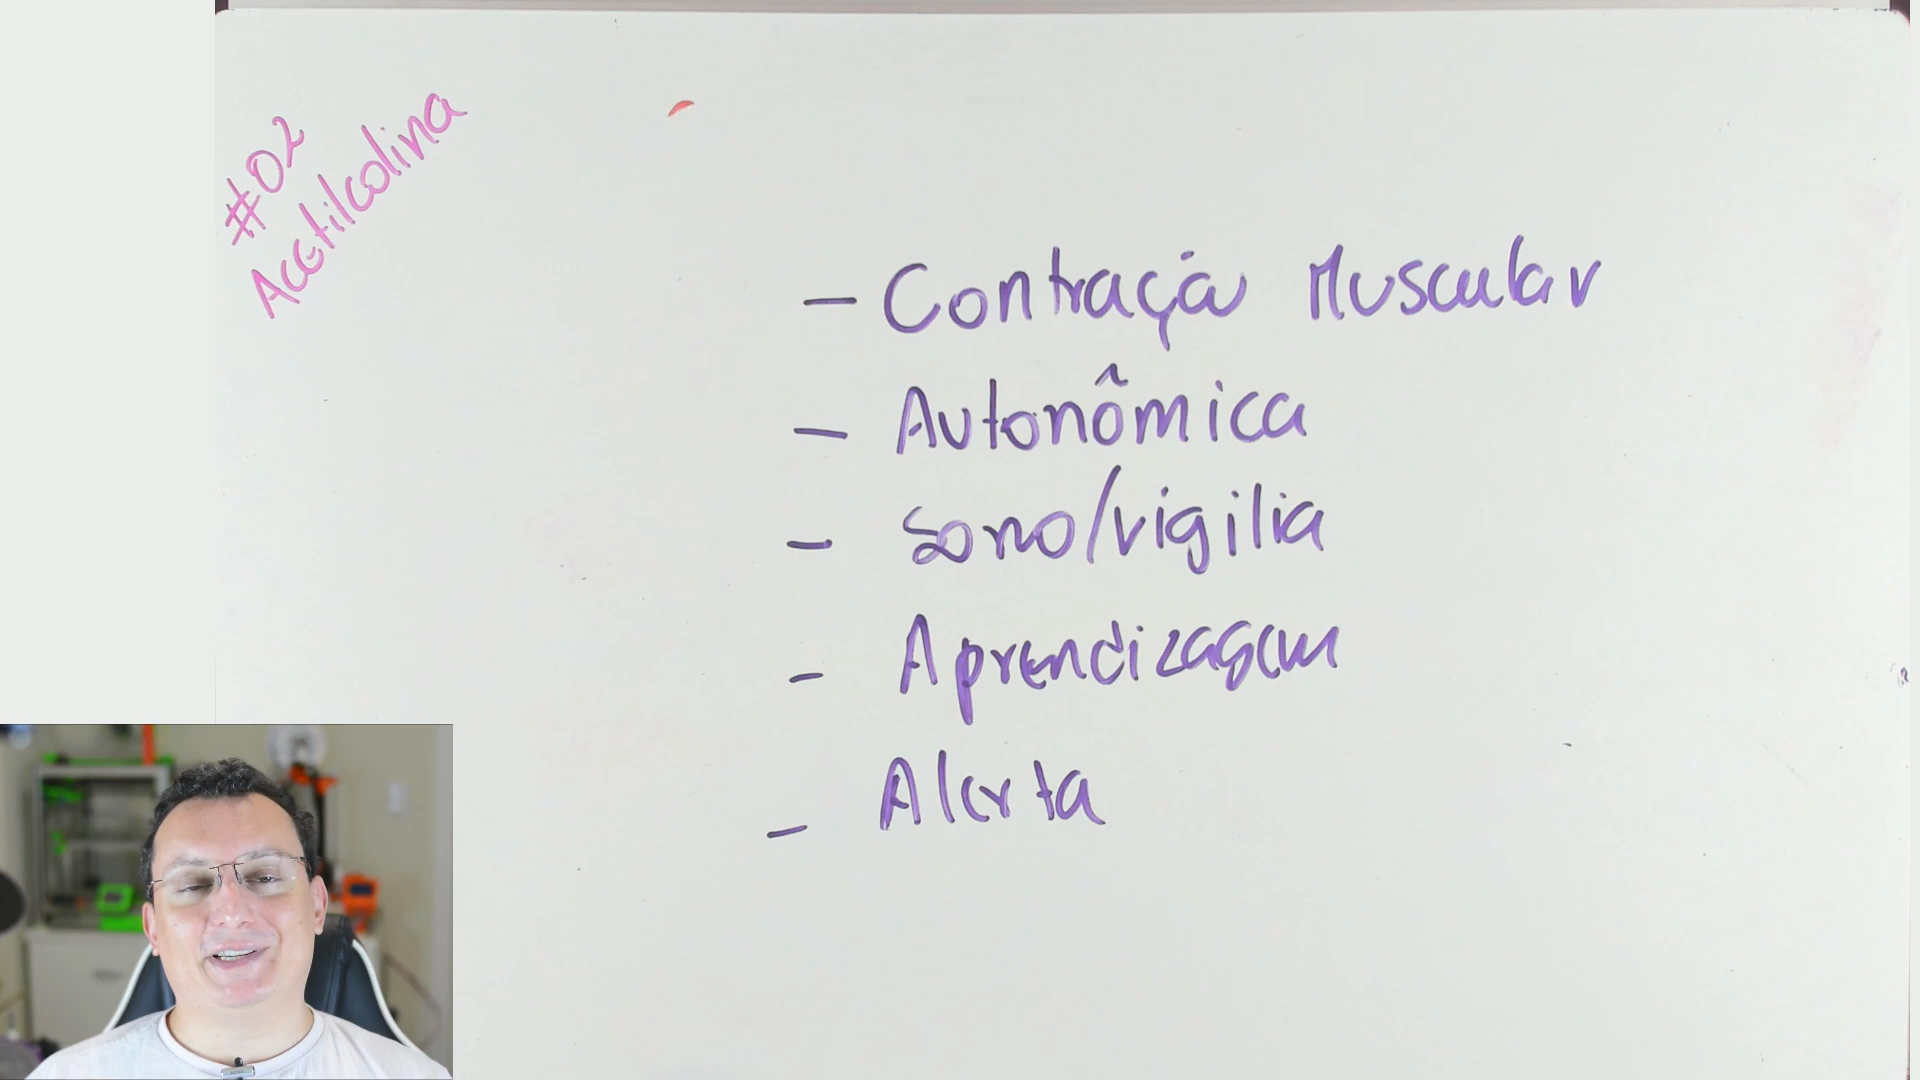 #02
Acetilcolina
- Contração Muscular
- Autonômica
- Sono/vigilia
- Aprendizagem
- Alerta